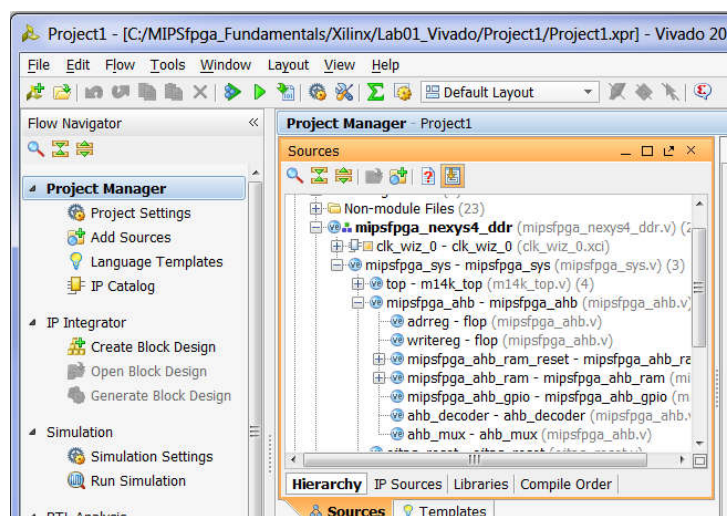 Project1 - [C:/MIPSfpga_Fundamentals/Xilinx/Lab01_Vivado/Project1/Project1.xpr] - Vivado 20
File Edit Flow Tools Window Layout View Help
Default Layout
Flow Navigator
Project Manager
Project Settings
Add Sources
Language Templates
IP Catalog
IP Integrator
Create Block Design
Open Block Design
Generate Block Design
Simulation
Simulation Settings
Run Simulation
Project Manager - Project1
Sources
Non-module Files (23)
mipsfpga_nexys4_ddr (mipsfpga_nexys4_ddr.v) (2
clk_wiz_0 - clk_wiz_0 (clk_wiz_0.xci)
mipsfpga_sys - mipsfpga_sys (mipsfpga_sys.v) (3)
top - m14k_top (m14k_top.v) (4)
mipsfpga_ahb - mipsfpga_ahb (mipsfpga_ahb.v)
adrreg - flop (mipsfpga_ahb.v)
writereg - flop (mipsfpga_ahb.v)
mipsfpga_ahb_ram_reset - mipsfpga_ahb_ra
mipsfpga_ahb_ram - mipsfpga_ahb_ram (mi
mipsfpga_ahb_gpio - mipsfpga_ahb_gpio (m
ahb_decoder - ahb_decoder (mipsfpga_ahb.v
ahb_mux - ahb_mux (mipsfpga_ahb.v)
Hierarchy IP Sources Libraries Compile Order
Sources Templates